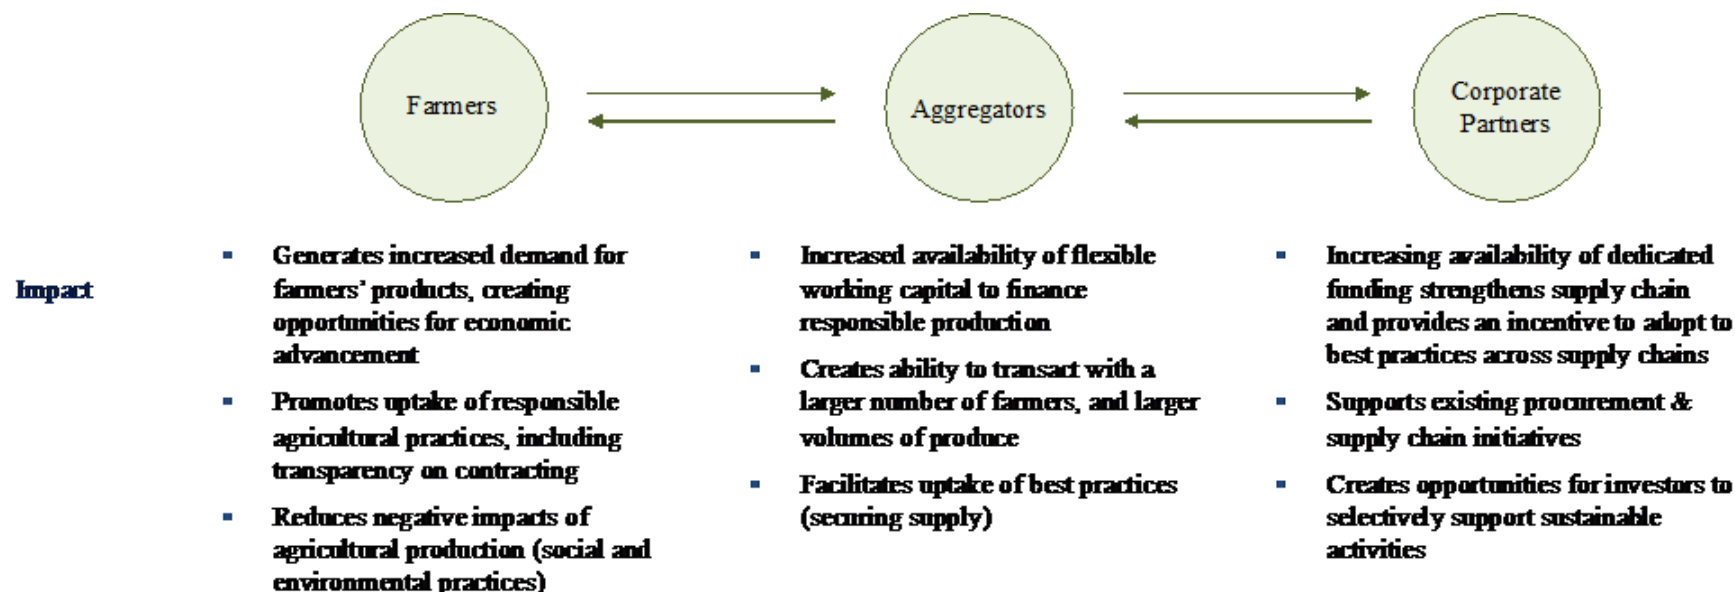 Farmers
Aggregators
Corporate
Partners
Impact
▪ Generates increased demand for
farmers' products, creating
opportunities for economic
advancement
▪ Promotes uptake of responsible
agricultural practices, including
transparency on contracting
▪ Reduces negative impacts of
agricultural production (social and
environmental practices)
▪ Increased availability of flexible
working capital to finance
responsible production
▪ Creates ability to transact with a
larger number of farmers, and larger
volumes of produce
▪ Facilitates uptake of best practices
(securing supply)
▪ Increasing availability of dedicated
funding strengthens supply chain
and provides an incentive to adopt to
best practices across supply chains
▪ Supports existing procurement &
supply chain initiatives
▪ Creates opportunities for investors to
selectively support sustainable
activities